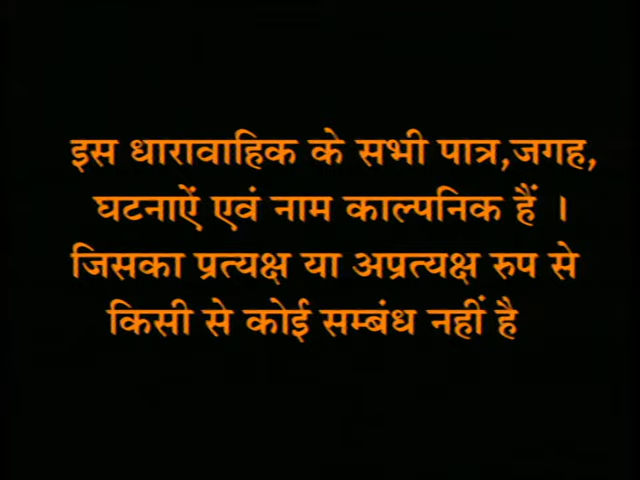 इस धारावाहिक के सभी पात्र,जगह,
घटनाऐं एवं नाम काल्पनिक हैं ।
जिसका प्रत्यक्ष या अप्रत्यक्ष रुप से
किसी से कोई सम्बंध नहीं है